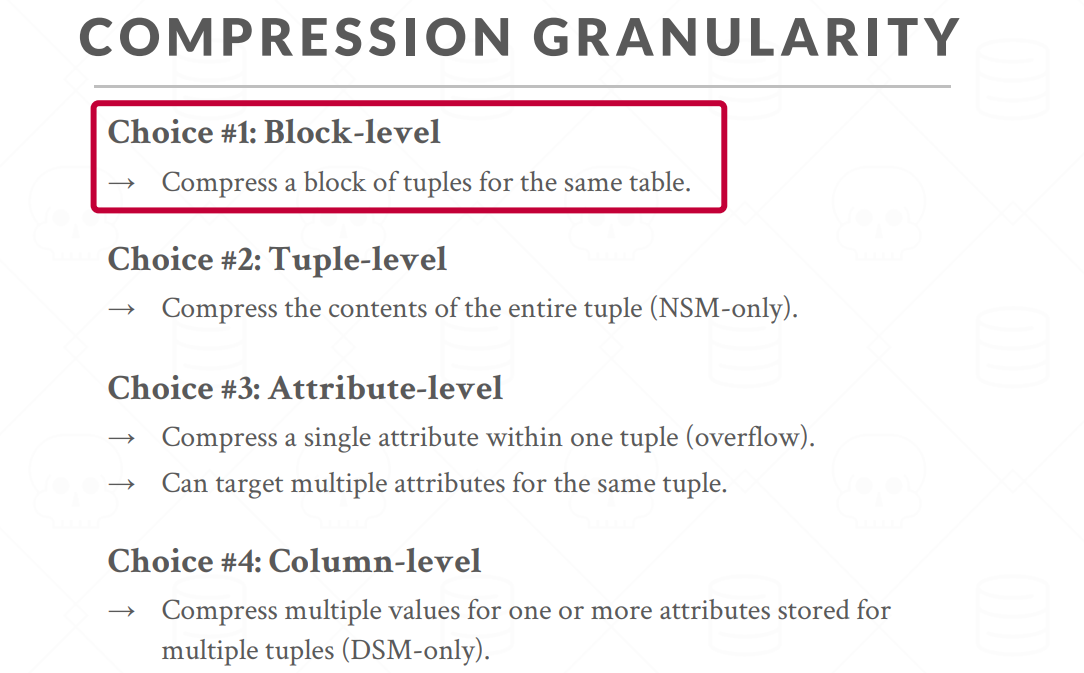 COMPRESSION GRANULARITY
Choice #1: Block-level
→ Compress a block of tuples for the same table.
Choice #2: Tuple-level
→ Compress the contents of the entire tuple (NSM-only).
Choice #3: Attribute-level
→ Compress a single attribute within one tuple (overflow).
→ Can target multiple attributes for the same tuple.
Choice #4: Column-level
→ Compress multiple values for one or more attributes stored for
multiple tuples (DSM-only).